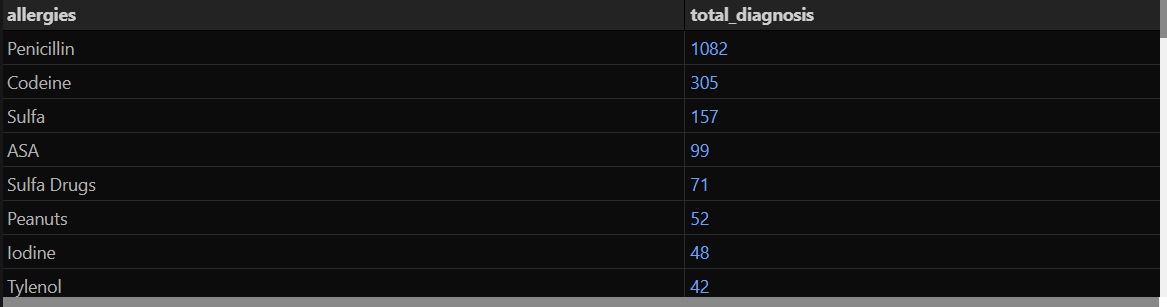 allergies total_diagnosis
Penicillin 1082
Codeine 305
Sulfa 157
ASA 99
Sulfa Drugs 71
Peanuts 52
Iodine 48
Tylenol 42